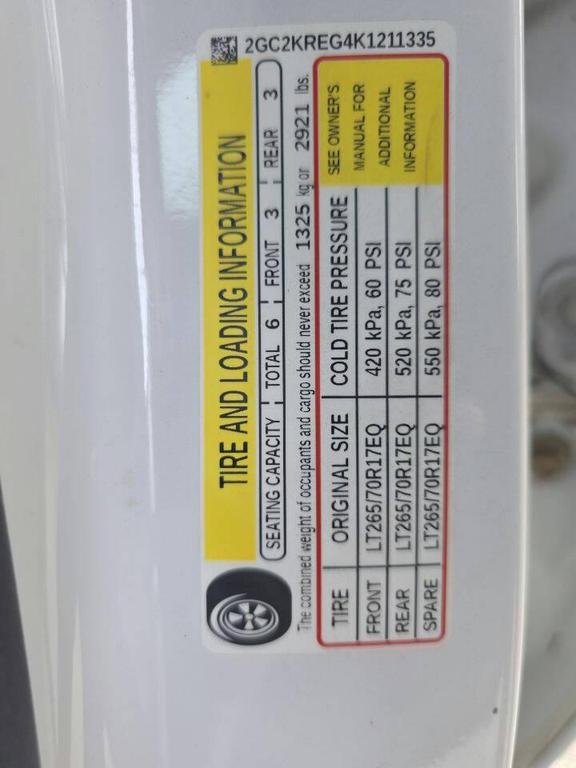 2GC2KREG4K1211335
TIRE AND LOADING INFORMATION
SEATING CAPACITY TOTAL 6 FRONT 3 REAR 3
The combined weight of occupants and cargo should never exceed 1325 kg or 2921 lbs.
TIRE ORIGINAL SIZE COLD TIRE PRESSURE
FRONT LT265/70R17EQ 420 kPa, 60 PSI
REAR LT265/70R17EQ 520 kPa, 75 PSI
SPARE LT265/70R17EQ 550 kPa, 80 PSI
SEE OWNER'S
MANUAL FOR
ADDITIONAL
INFORMATION